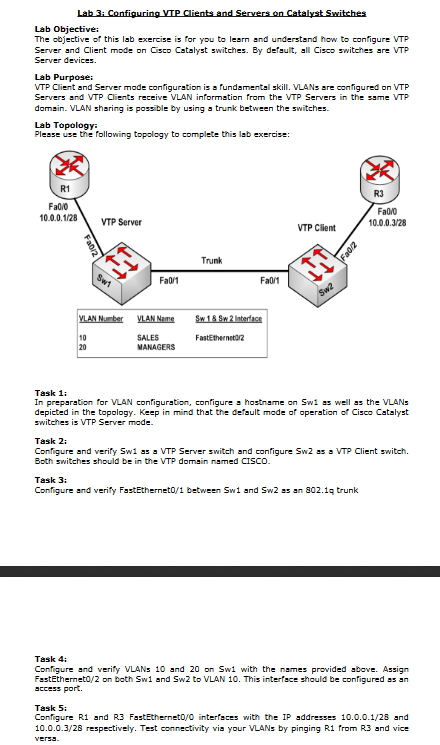 Lab 3: Configuring VTP Clients and Servers on Catalyst Switches
Lab Objective:
The objective of this lab exercise is for you to learn and understand how to configure VTP
Server and Client mode on Cisco Catalyst switches. By default, all Cisco switches are VTP
Server devices.
Lab Purpose:
VTP Client and Server mode configuration is a fundamental skill. VLANs are configured on VTP
Servers and VTP Clients receive VLAN information from the VTP Servers in the same VTP
domain. VLAN sharing is possible by using a trunk between the switches.
Lab Topology:
Please use the following topology to complete this lab exercise:
R1
Fa0/0
10.0.0.1/28
VTP Server
Fa0/2
Sw1
Fa0/1
Trunk
Fa0/1
VTP Client
Sw2
Fa0/2
R3
Fa0/0
10.0.0.3/28
VLAN Number VLAN Name Sw 1 & Sw 2 Interface
10 SALES FastEthernet0/2
20 MANAGERS
Task 1:
In preparation for VLAN configuration, configure a hostname on Sw1 as well as the VLANs
depicted in the topology. Keep in mind that the default mode of operation of Cisco Catalyst
switches is VTP Server mode.
Task 2:
Configure and verify Sw1 as a VTP Server switch and configure Sw2 as a VTP Client switch.
Both switches should be in the VTP domain named CISCO.
Task 3:
Configure and verify FastEthernet0/1 between Sw1 and Sw2 as an 802.1q trunk
Task 4:
Configure and verify VLANs 10 and 20 on Sw1 with the names provided above. Assign
FastEthernet0/2 on both Sw1 and Sw2 to VLAN 10. This interface should be configured as an
access port.
Task 5:
Configure R1 and R3 FastEthernet0/0 interfaces with the IP addresses 10.0.0.1/28 and
10.0.0.3/28 respectively. Test connectivity via your VLANs by pinging R1 from R3 and vice
versa.